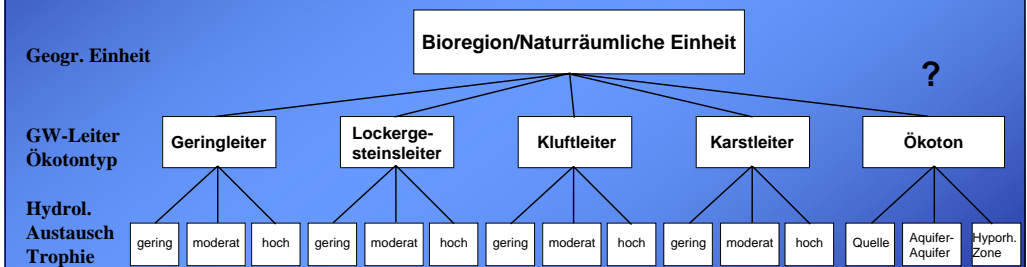 Bioregion/Naturräumliche Einheit
Geogr. Einheit
?
GW-Leiter
Ökotontyp
Geringleiter
Lockerge-
steinsleiter
Kluftleiter
Karstleiter
Ökoton
Hydrol.
Austausch
Trophie
gering
moderat
hoch
gering
moderat
hoch
gering
moderat
hoch
gering
moderat
hoch
Quelle
Aquifer-
Aquifer
Hyporh.
Zone